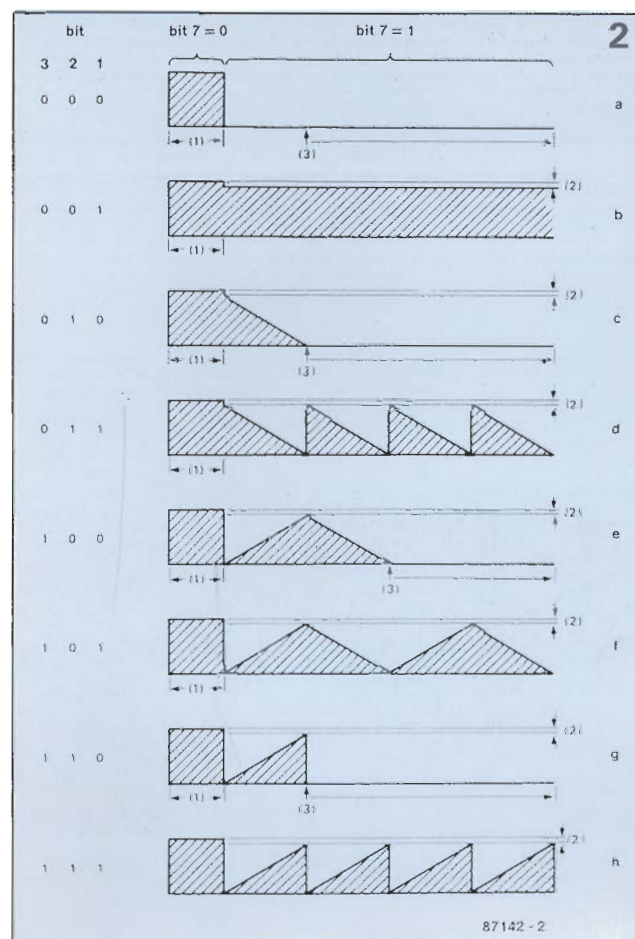 bit bit 7 = 0 bit 7 = 1 2
3 2 1
0 0 0 a
(1) (3)
(2)
0 0 1 b
(1)
(2)
0 1 0 c
(1) (3)
(2)
0 1 1 d
(1)
(2)
1 0 0 e
(1) (3)
(2)
1 0 1 f
(1)
(2)
1 1 0 g
(1) (3)
(2)
1 1 1 h
87142 - 2